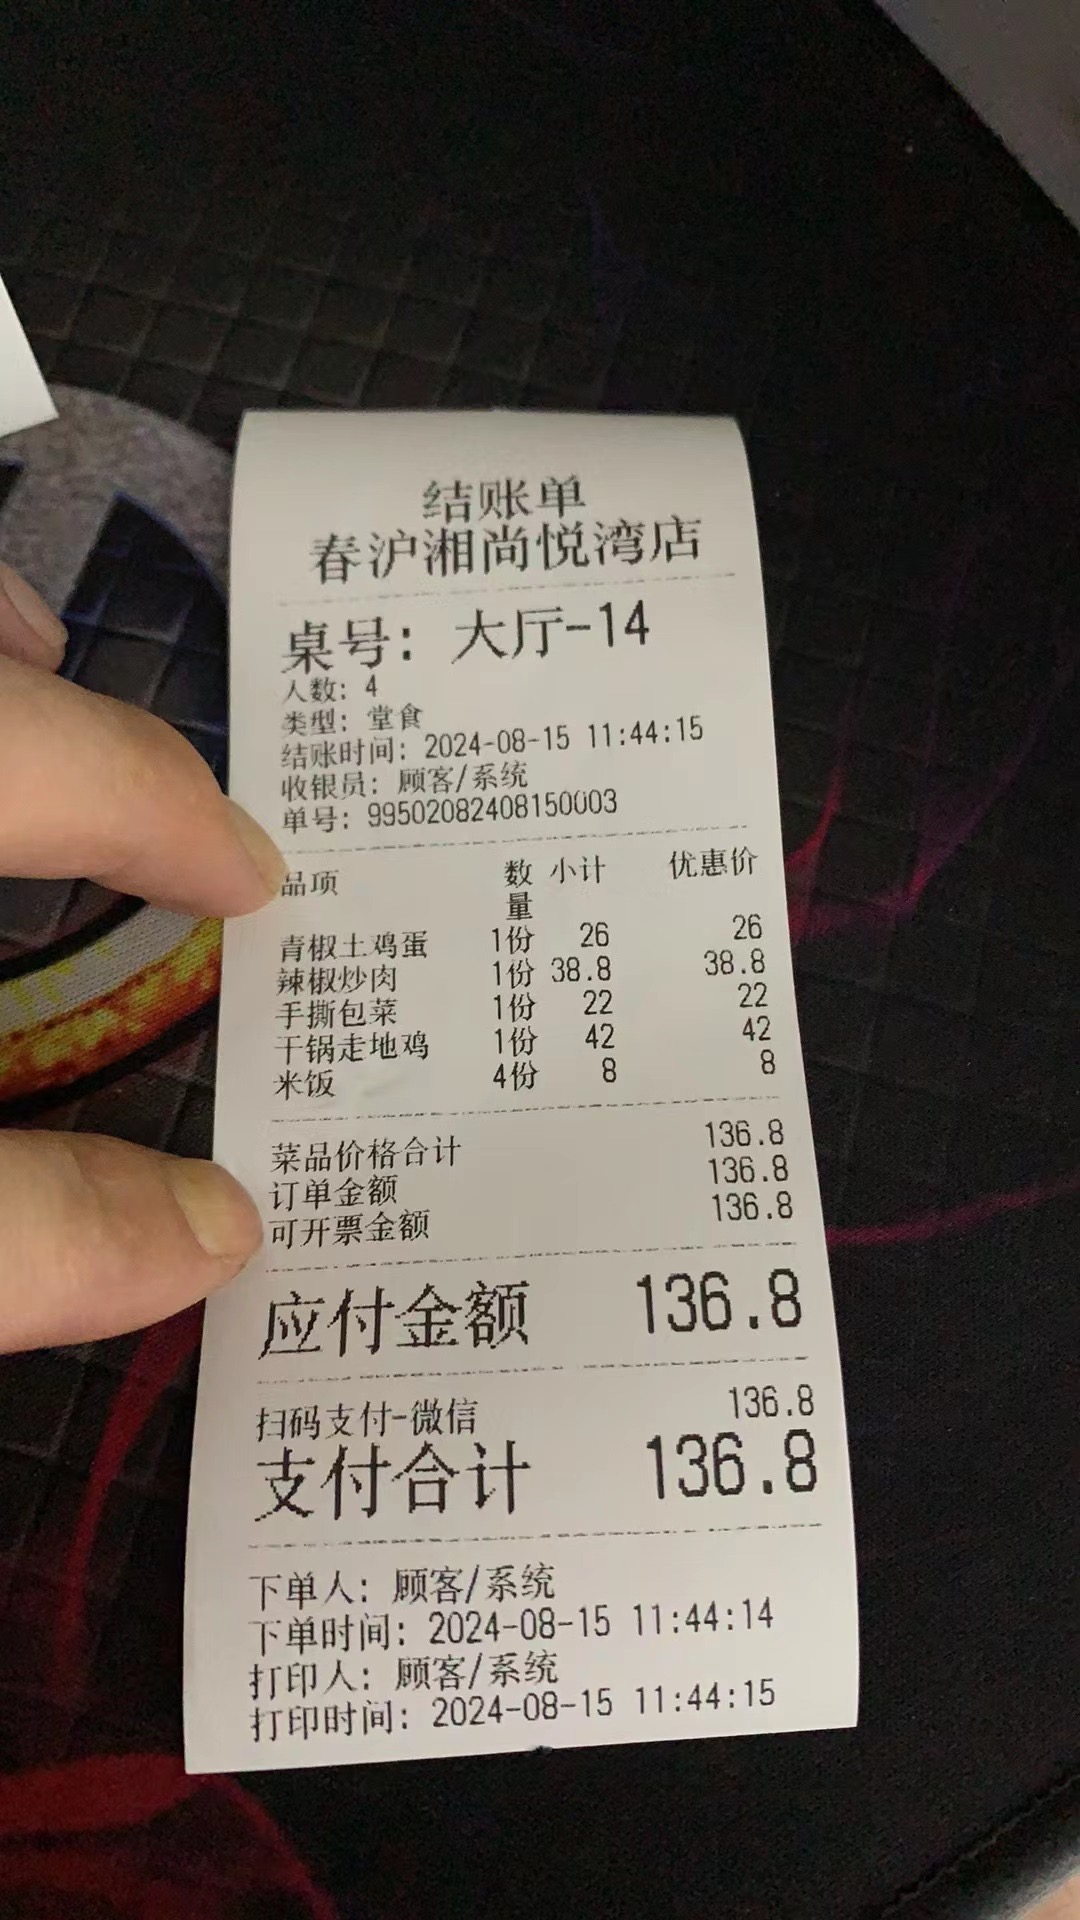 结账单
春沪湘尚悦湾店
桌号: 大厅-14
人数: 4
类型: 堂食
结账时间: 2024-08-15 11:44:15
收银员: 顾客/系统
单号: 99502082408150003
品项 数量 小计 优惠价
青椒土鸡蛋 1份 26 26
辣椒炒肉 1份 38.8 38.8
手撕包菜 1份 22 22
干锅走地鸡 1份 42 42
米饭 4份 8 8
菜品价格合计 136.8
订单金额 136.8
可开票金额 136.8
应付金额 136.8
扫码支付-微信 136.8
支付合计 136.8
下单人: 顾客/系统
下单时间: 2024-08-15 11:44:14
打印人: 顾客/系统
打印时间: 2024-08-15 11:44:15